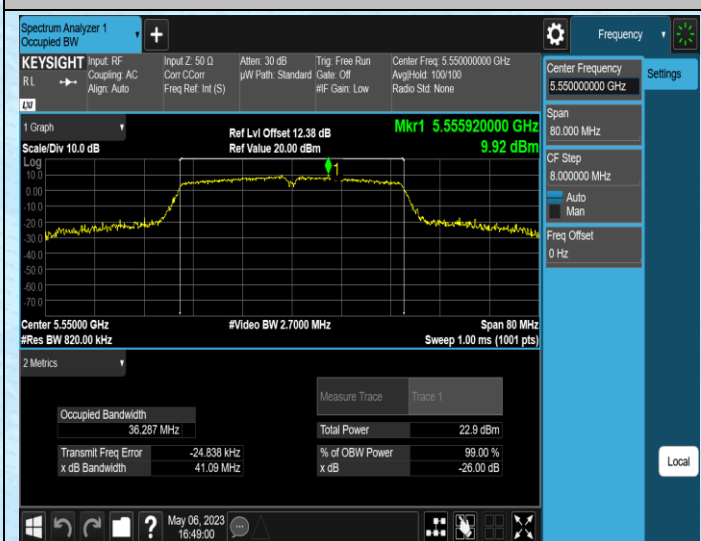 Spectrum Analyzer 1
Occupied BW
+
Frequency
KEYSIGHT
R L
LXI
Input: RF
Coupling: AC
Align: Auto
Input Z: 50 Ω
Corr CCorr
Freq Ref: Int (S)
Atten: 30 dB
µW Path: Standard
Trig: Free Run
Gate: Off
#IF Gain: Low
Center Freq: 5.550000000 GHz
Avg|Hold: 100/100
Radio Std: None
Center Frequency
5.550000000 GHz
Settings
Span
80.000 MHz
CF Step
8.000000 MHz
Auto
Man
Freq Offset
0 Hz
1 Graph
Ref Lvl Offset 12.38 dB
Mkr1 5.555920000 GHz
Scale/Div 10.0 dB
Ref Value 20.00 dBm
9.92 dBm
Log
10.0
0.00
-10.0
-20.0
-30.0
-40.0
-50.0
-60.0
-70.0
1
Center 5.55000 GHz
#Video BW 2.7000 MHz
Span 80 MHz
#Res BW 820.00 kHz
Sweep 1.00 ms (1001 pts)
2 Metrics
Measure Trace
Trace 1
Occupied Bandwidth
36.287 MHz
Total Power
22.9 dBm
Transmit Freq Error
-24.838 kHz
% of OBW Power
99.00 %
x dB Bandwidth
41.09 MHz
x dB
-26.00 dB
Local
?
May 06, 2023
16:49:00